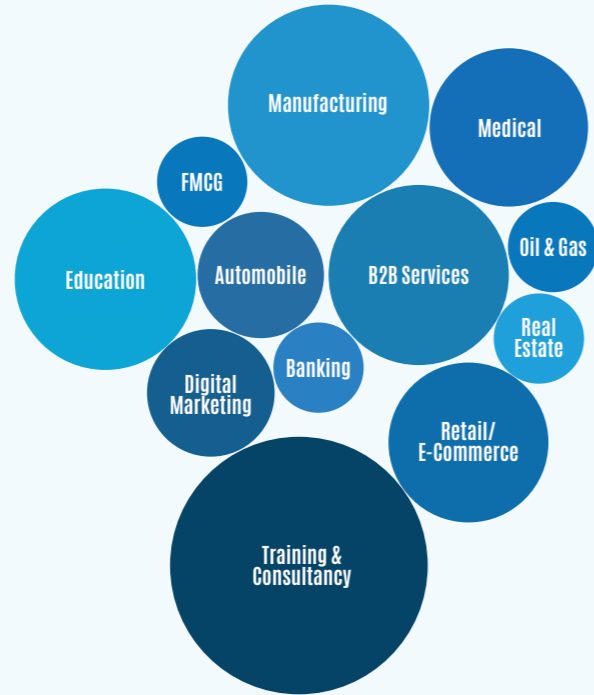 Manufacturing
Medical
FMCG
Education
Automobile
B2B Services
Oil & Gas
Real
Estate
Banking
Digital
Marketing
Retail/
E-Commerce
Training &
Consultancy